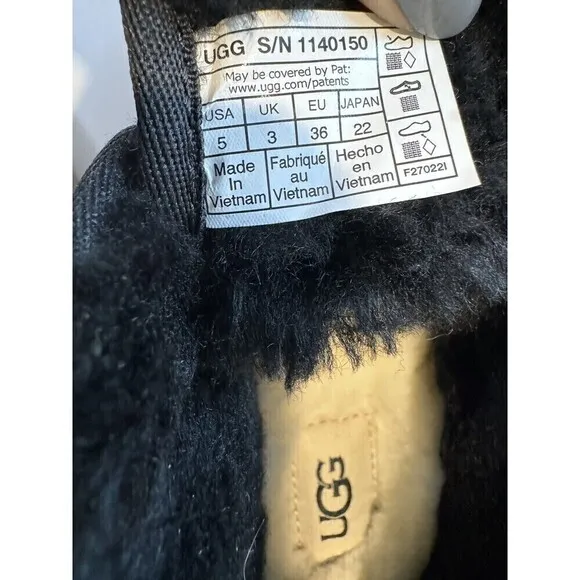 UGG S/N 1140150
May be covered by Pat:
www.ugg.com/patents
USA UK EU JAPAN
5 3 36 22
Made Fabriqué Hecho
In au en
Vietnam Vietnam Vietnam
F27022I
UGG